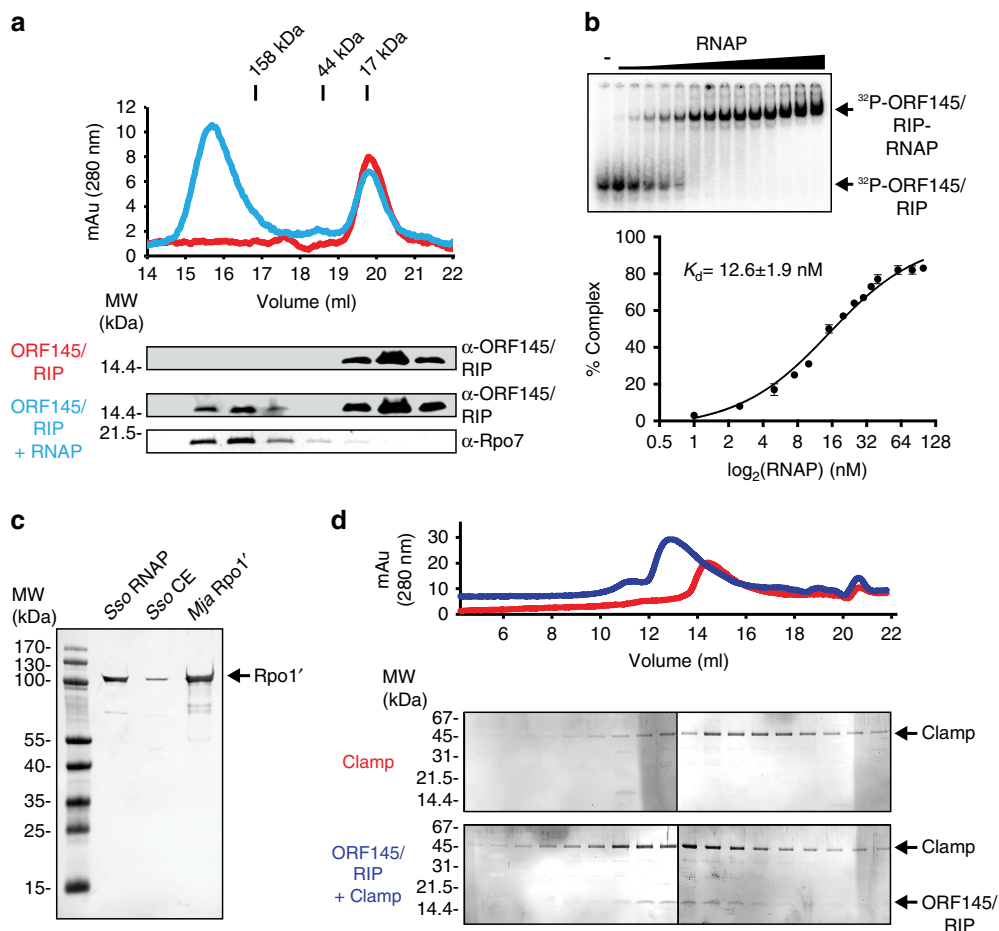 a
158 kDa
44 kDa
17 kDa
mAu (280 nm)
12
10
8
6
4
2
0
14 15 16 17 18 19 20 21 22
Volume (ml)
MW
(kDa)
ORF145/
RIP
14.4-
α-ORF145/
RIP
ORF145/
RIP
+ RNAP
14.4-
α-ORF145/
RIP
21.5-
α-Rpo7
b
RNAP
-
³²P-ORF145/
RIP-
RNAP
³²P-ORF145/
RIP
% Complex
100
80
60
40
20
0
Kd= 12.6±1.9 nM
0.5 1 2 4 8 16 32 64 128
log₂(RNAP) (nM)
c
MW
(kDa)
Sso RNAP
Sso CE
Mja Rpo1′
170-
130-
100-
55-
40-
35-
25-
15-
Rpo1′
d
mAu
(280 nm)
30
20
10
0
6 8 10 12 14 16 18 20 22
Volume (ml)
MW
(kDa)
Clamp
67-
45-
31-
21.5-
14.4-
Clamp
ORF145/
RIP
+ Clamp
67-
45-
31-
21.5-
14.4-
Clamp
ORF145/
RIP